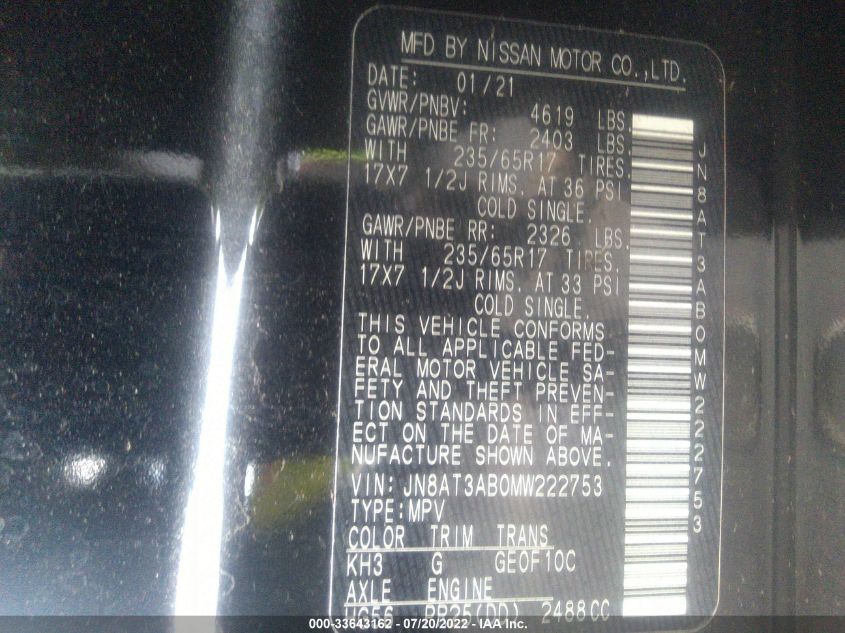 MFD BY NISSAN MOTOR CO.,LTD.
DATE: 01/21
GVWR/PNBV: 4619 LBS.
GAWR/PNBE FR: 2403 LBS.
WITH 235/65R17 TIRES.
17X7 1/2J RIMS. AT 36 PSI
COLD SINGLE.
GAWR/PNBE RR: 2326 LBS.
WITH 235/65R17 TIRES.
17X7 1/2J RIMS. AT 33 PSI
COLD SINGLE.
THIS VEHICLE CONFORMS
TO ALL APPLICABLE FED-
ERAL MOTOR VEHICLE SA-
FETY AND THEFT PREVEN-
TION STANDARDS IN EFF-
ECT ON THE DATE OF MA-
NUFACTURE SHOWN ABOVE.
VIN: JN8AT3AB0MW222753
TYPE:MPV
COLOR TRIM TRANS
KH3 G GE0F10C
AXLE ENGINE
UG56 PR25(DD) 2488CC
JN8AT3AB0MW222753
000-33643162 - 07/20/2022 - IAA Inc.